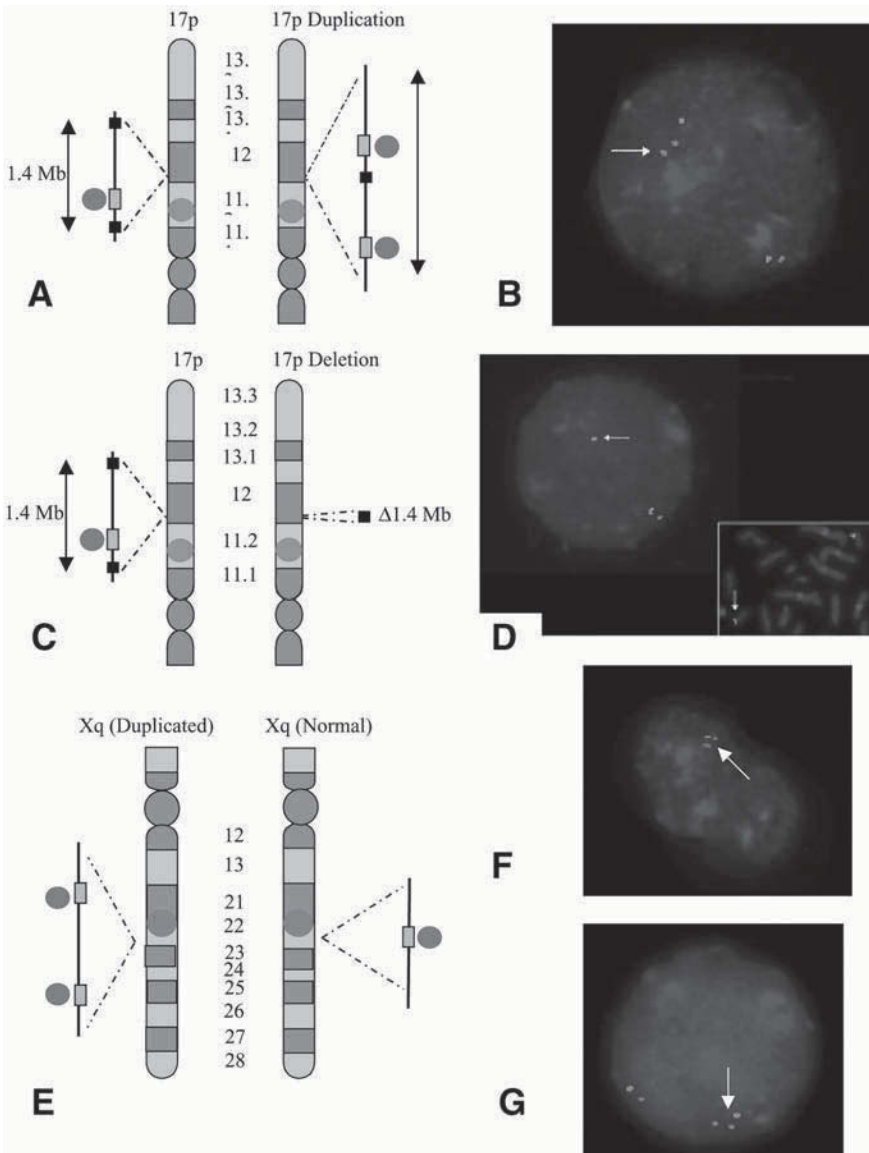 17p
17p Duplication
13.
13.
13.
12
11.
11.
1.4 Mb
A
B
17p
17p Deletion
13.3
13.2
13.1
12
11.2
11.1
1.4 Mb
Δ1.4 Mb
C
D
Xq (Duplicated)
Xq (Normal)
12
13
21
22
23
24
25
26
27
28
E
F
G